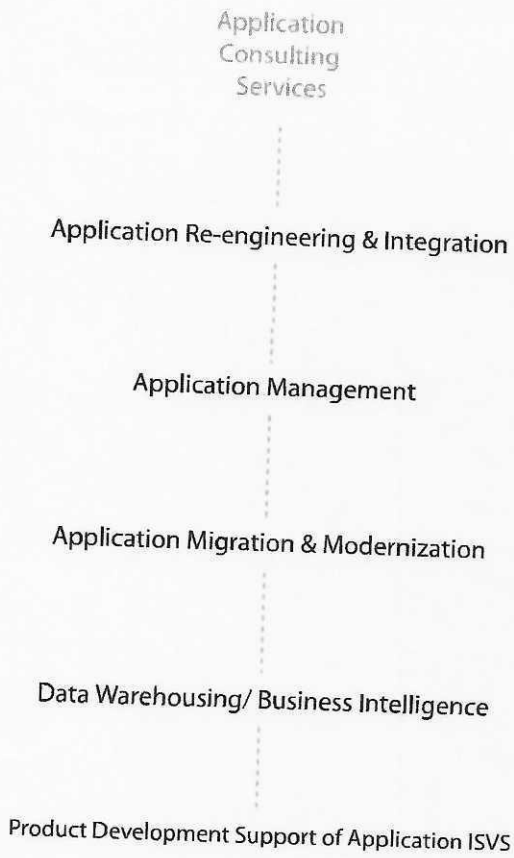 Application
Consulting
Services
Application Re-engineering & Integration
Application Management
Application Migration & Modernization
Data Warehousing/ Business Intelligence
Product Development Support of Application ISVS